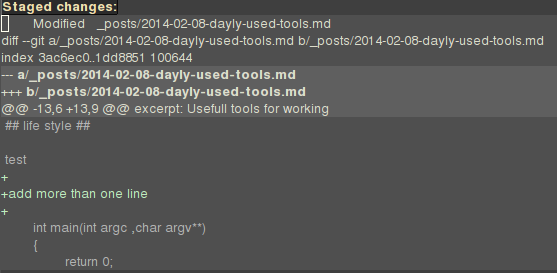 Staged changes:
Modified _posts/2014-02-08-dayly-used-tools.md
diff --git a/_posts/2014-02-08-dayly-used-tools.md b/_posts/2014-02-08-dayly-used-tools.md
index 3ac6ec0..1dd8851 100644
--- a/_posts/2014-02-08-dayly-used-tools.md
+++ b/_posts/2014-02-08-dayly-used-tools.md
@@ -13,6 +13,9 @@ excerpt: Usefull tools for working
## life style ##
test
+
+add more than one line
+
int main(int argc ,char argv**)
{
return 0;